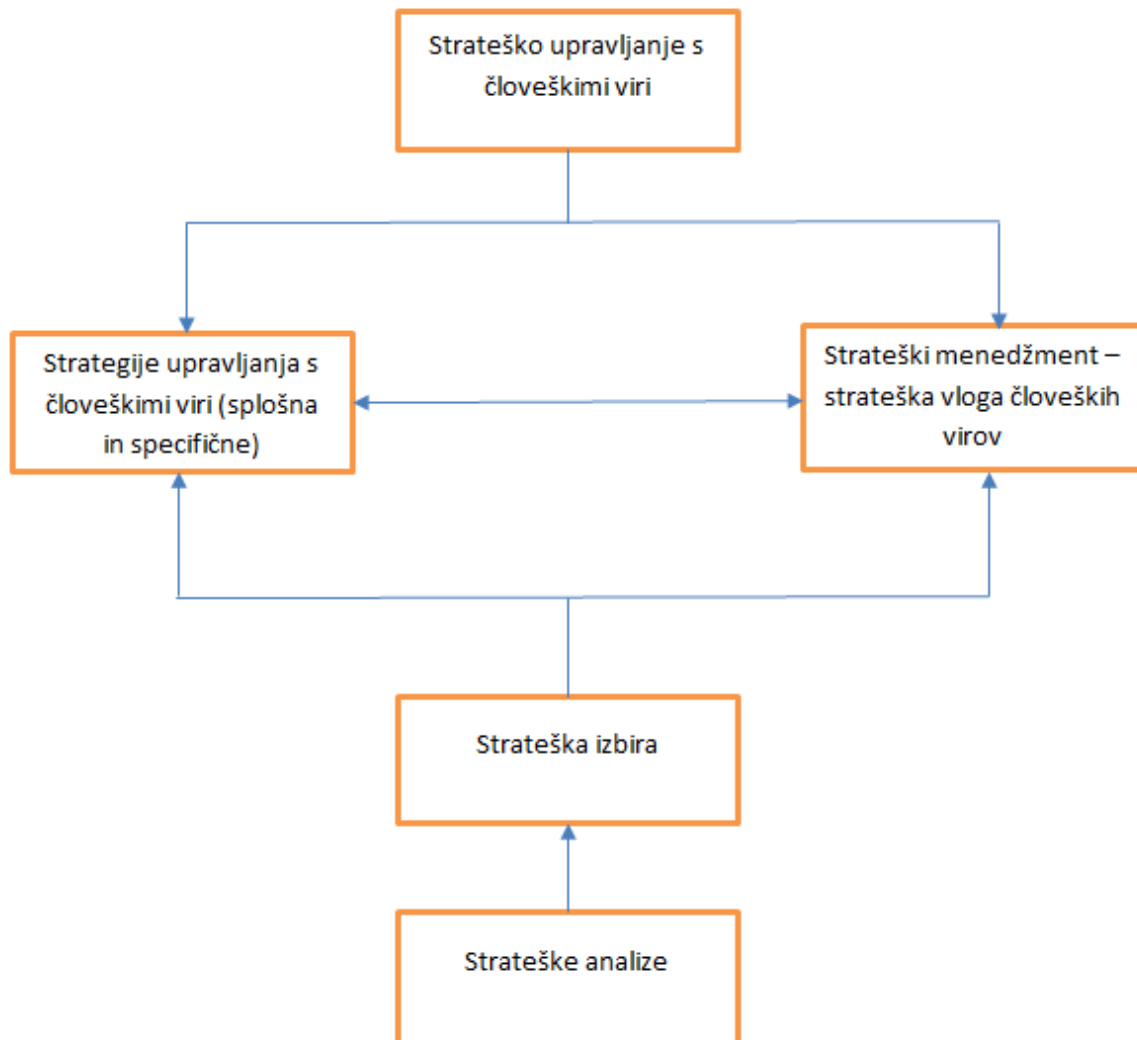 Strateško upravljanje s
človeškimi viri
Strategije upravljanja s
človeškimi viri (splošna
in specifične)
Strateški menedžment –
strateška vloga človeških
virov
Strateška izbira
Strateške analize